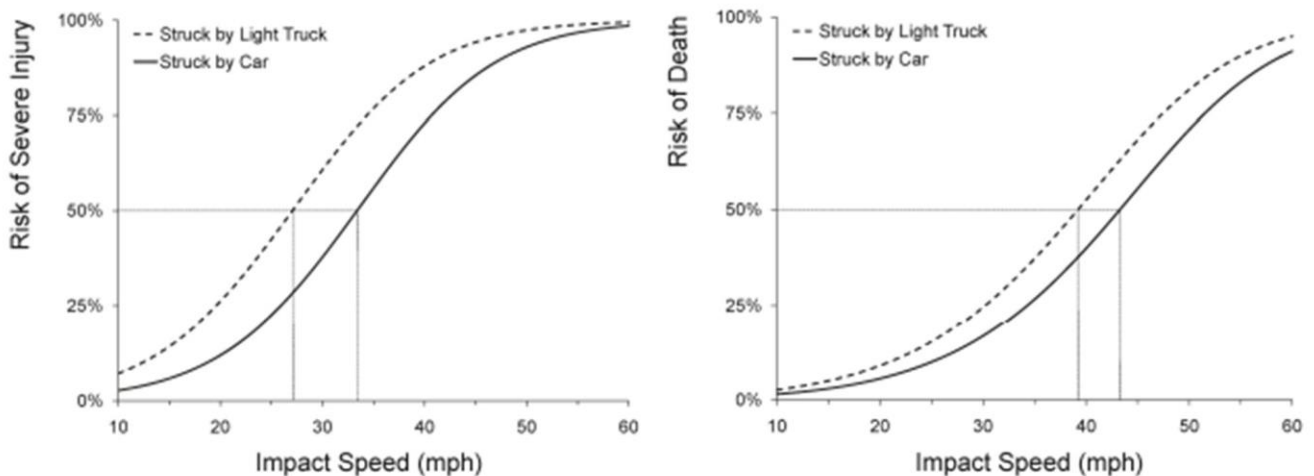 Risk of Severe Injury
100%
75%
50%
25%
0%
Struck by Light Truck
Struck by Car
10 20 30 40 50 60
Impact Speed (mph)
Risk of Death
100%
75%
50%
25%
0%
Struck by Light Truck
Struck by Car
10 20 30 40 50 60
Impact Speed (mph)